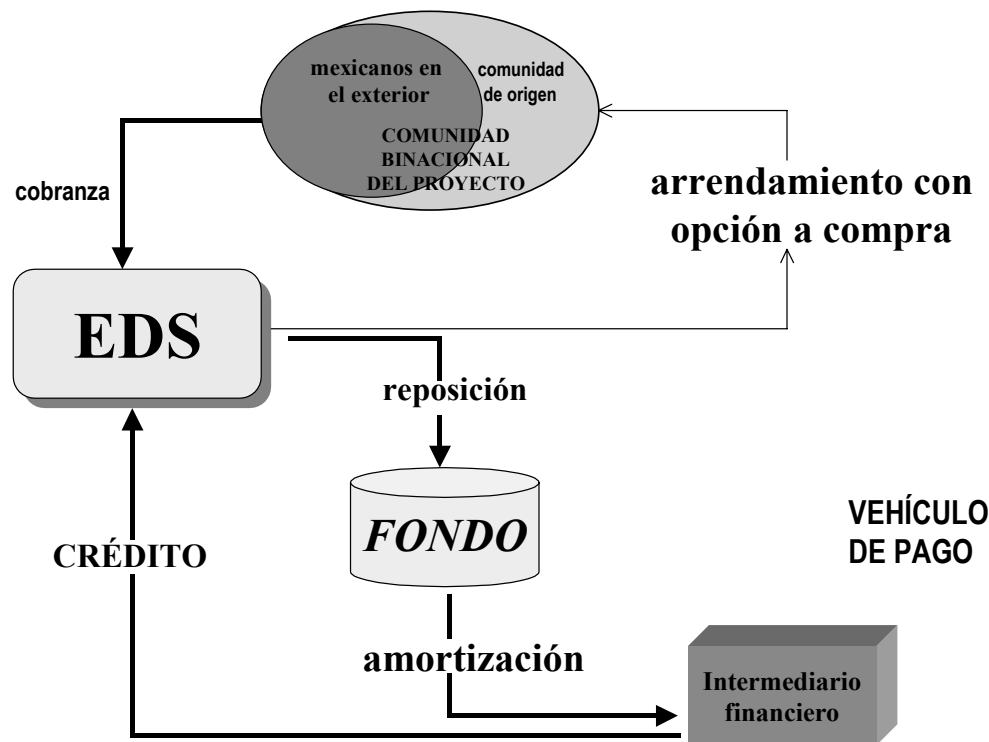 mexicanos en
el exterior
comunidad
de origen
COMUNIDAD
BINACIONAL
DEL PROYECTO
cobranza
arrendamiento con
opción a compra
EDS
reposición
FONDO
CRÉDITO
VEHÍCULO
DE PAGO
amortización
Intermediario
financiero